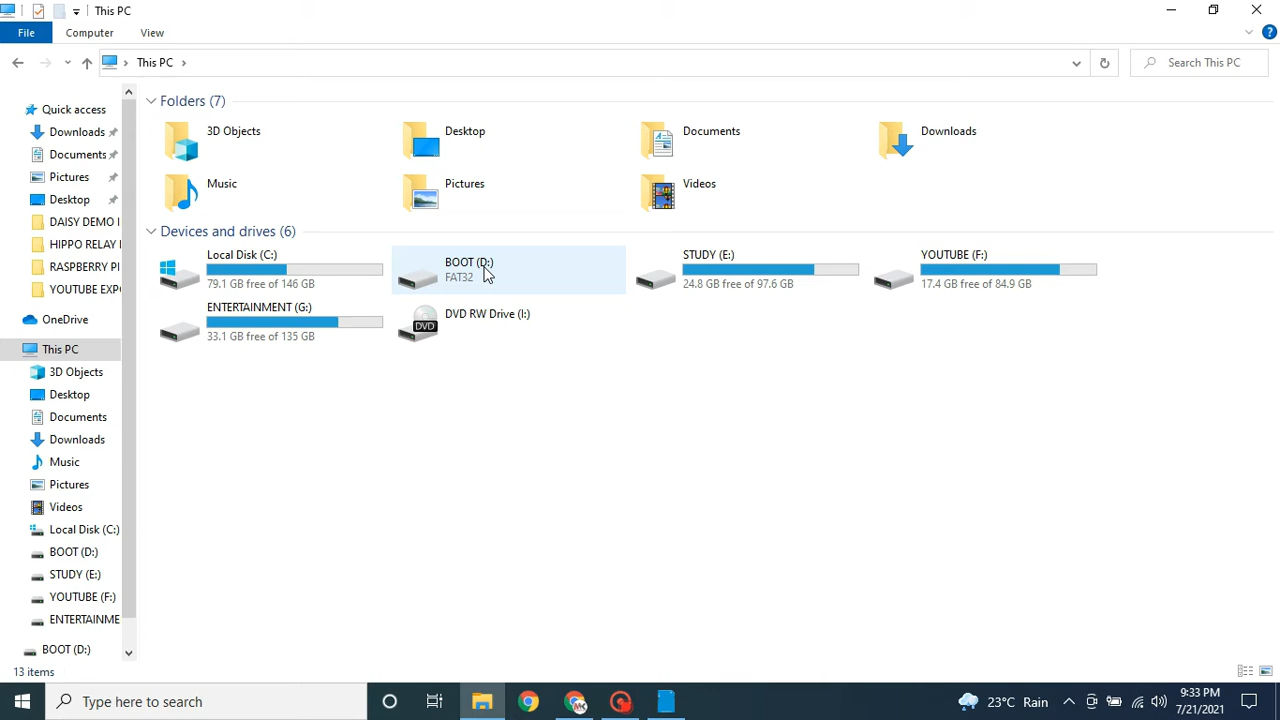 This PC
File Computer View
This PC
Search This PC
Quick access
Downloads
Documents
Pictures
Desktop
DAISY DEMO I
HIPPO RELAY I
RASPBERRY PI
YOUTUBE EXPO
OneDrive
This PC
3D Objects
Desktop
Documents
Downloads
Music
Pictures
Videos
Local Disk (C:)
BOOT (D:)
STUDY (E:)
YOUTUBE (F:)
ENTERTAINME
BOOT (D:)
Folders (7)
3D Objects
Desktop
Documents
Downloads
Music
Pictures
Videos
Devices and drives (6)
Local Disk (C:)
79.1 GB free of 146 GB
BOOT (D:)
FAT32
STUDY (E:)
24.8 GB free of 97.6 GB
YOUTUBE (F:)
17.4 GB free of 84.9 GB
ENTERTAINMENT (G:)
33.1 GB free of 135 GB
DVD
DVD RW Drive (I:)
13 items
Type here to search
MK
23°C Rain
9:33 PM
7/21/2021